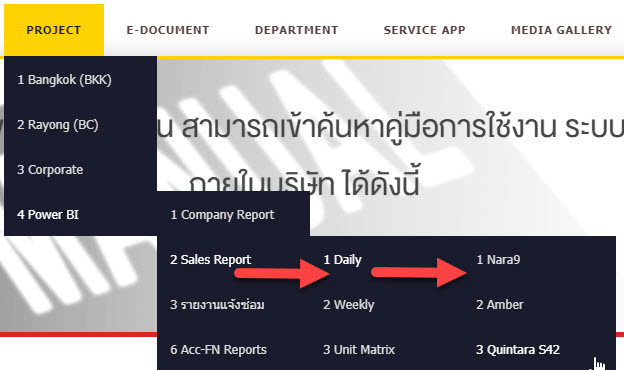 PROJECT E-DOCUMENT DEPARTMENT SERVICE APP MEDIA GALLERY
1 Bangkok (BKK)
2 Rayong (BC)
น สามารถเข้าค้นหาคู่มือการใช้งาน ระบบ
3 Corporate
ภายในบริษัท ได้ดังนี้
4 Power BI
1 Company Report
2 Sales Report 1 Daily 1 Nara9
3 รายงานแจ้งซ่อม 2 Weekly 2 Amber
6 Acc-FN Reports 3 Unit Matrix 3 Quintara S42